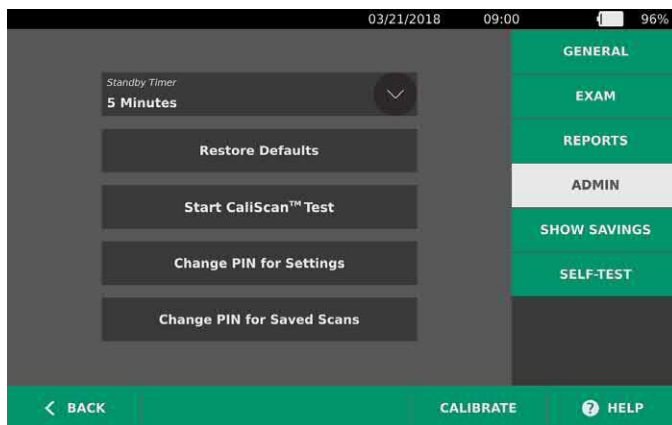 03/21/2018 09:00 96%
Standby Timer
5 Minutes
Restore Defaults
Start CaliScan™ Test
Change PIN for Settings
Change PIN for Saved Scans
GENERAL
EXAM
REPORTS
ADMIN
SHOW SAVINGS
SELF-TEST
BACK
CALIBRATE
? HELP